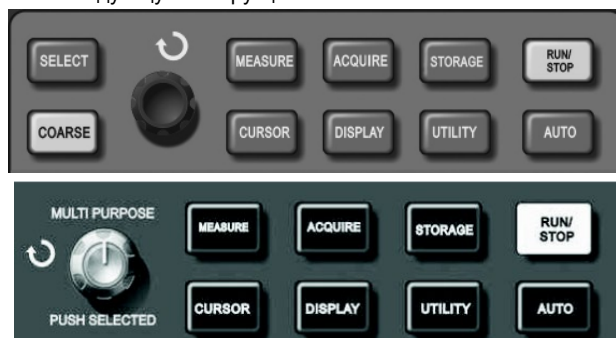 SELECT
MEASURE
ACQUIRE
STORAGE
RUN/
STOP
COARSE
CURSOR
DISPLAY
UTILITY
AUTO
MULTI PURPOSE
MEASURE
ACQUIRE
STORAGE
RUN/
STOP
PUSH SELECTED
CURSOR
DISPLAY
UTILITY
AUTO